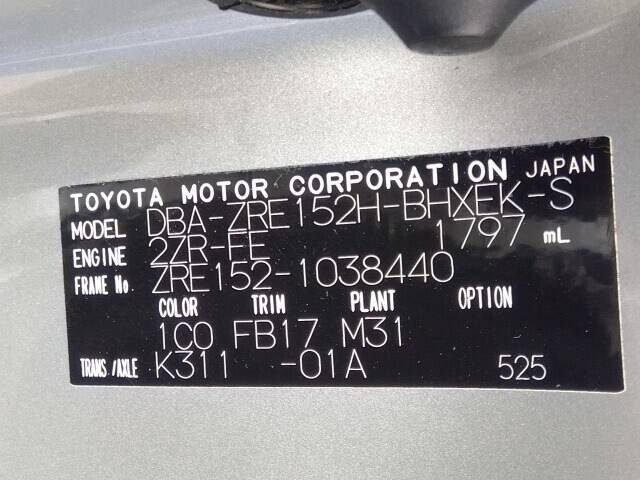 TOYOTA MOTOR CORPORATION JAPAN
MODEL DBA-ZRE152H-BHXEK-S
ENGINE 2ZR-FE 1797 mL
FRAME No. ZRE152-1038440
COLOR TRIM PLANT OPTION
1C0 FB17 M31
TRANS./AXLE K311 -01A 525